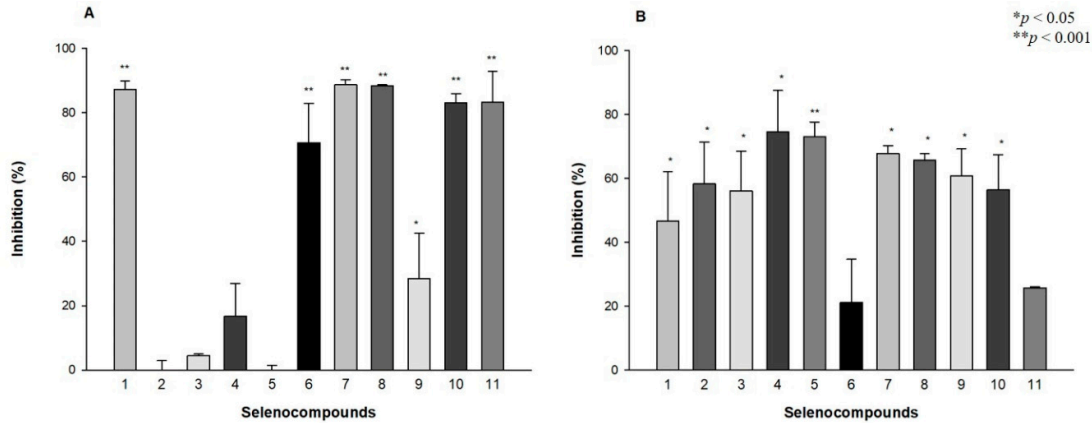 A
Inhibition (%)
100
80
60
40
20
0
** ** ** ** * ** **
1 2 3 4 5 6 7 8 9 10 11
Selenocompounds
B
*p < 0.05
**p < 0.001
Inhibition (%)
100
80
60
40
20
0
* * * * ** * * * *
1 2 3 4 5 6 7 8 9 10 11
Selenocompounds